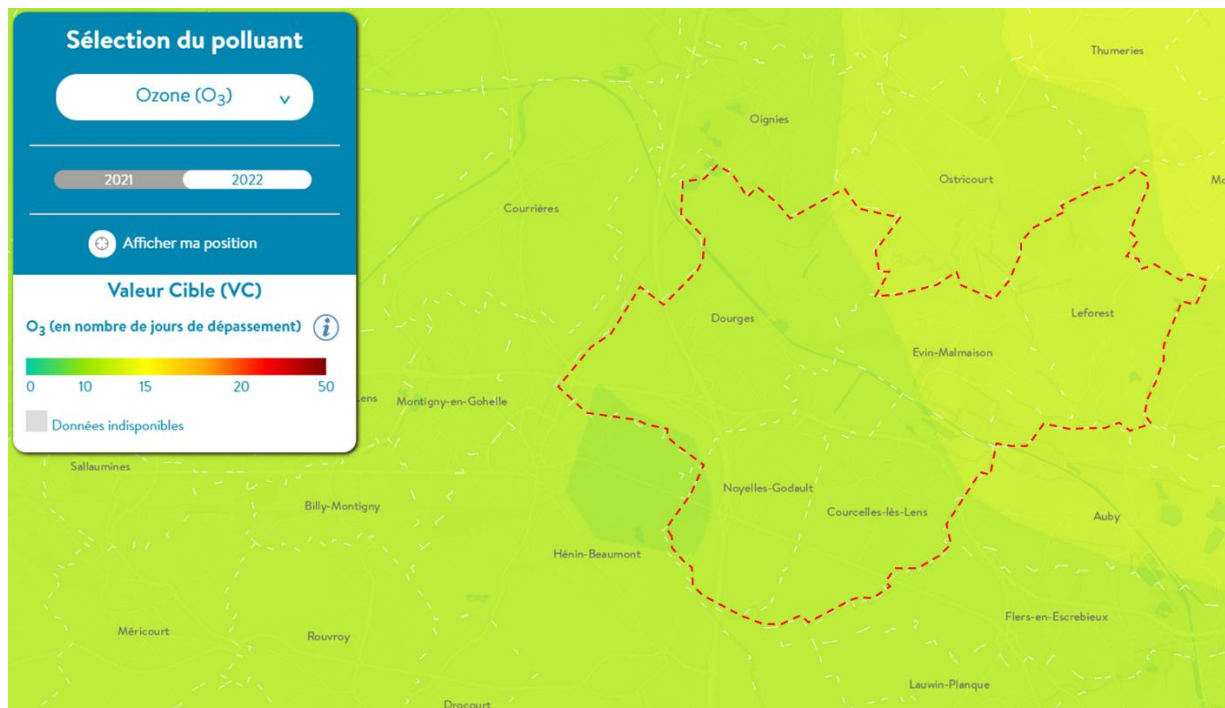 Sélection du polluant
Ozone (O3)
2021 2022
Afficher ma position
Valeur Cible (VC)
O3 (en nombre de jours de dépassement) i
0 10 15 20 50
Données indisponibles
Thumeries
Oignies
Ostricourt
Mo
Courrières
Dourges
Leforest
Evin-Malmaison
Lens
Montigny-en-Gohelle
Sallaumines
Noyelles-Godault
Billy-Montigny
Courcelles-lès-Lens
Auby
Hénin-Beaumont
Flers-en-Escrebieux
Méricourt
Rouvroy
Lauwin-Planque
Drocourt